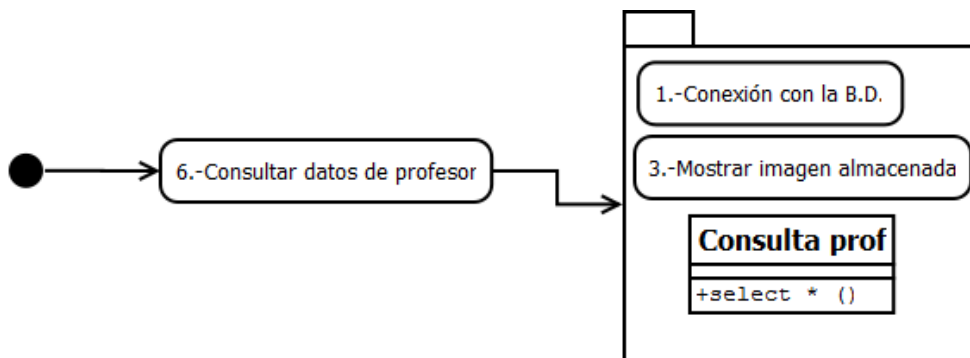 1.-Conexión con la B.D.
6.-Consultar datos de profesor
3.-Mostrar imagen almacenada
Consulta prof
+select * ()